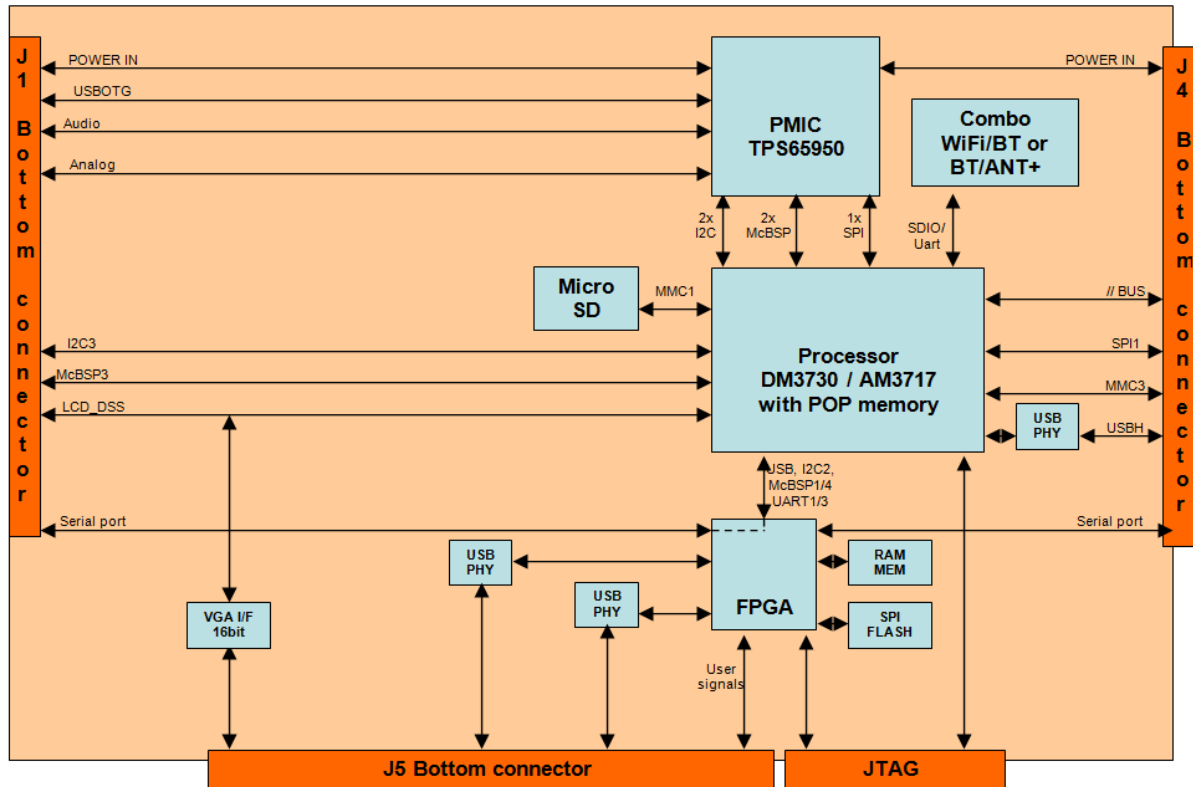 J1 Bottom connector
POWER IN
USBOTG
Audio
Analog
PMIC
TPS65950
POWER IN
J4 Bottom connector
Combo
WiFi/BT or
BT/ANT+
2x
I2C
2x
McBSP
1x
SPI
SDIO/
Uart
Micro
SD
MMC1
Processor
DM3730 / AM3717
with POP memory
// BUS
SPI1
MMC3
USB
PHY
USBH
I2C3
McBSP3
LCD_DSS
USB, I2C2,
McBSP1/4
UART1/3
Serial port
Serial port
USB
PHY
USB
PHY
FPGA
RAM
MEM
SPI
FLASH
VGA I/F
16bit
User
signals
J5 Bottom connector
JTAG